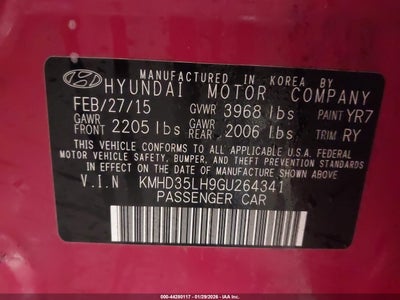 MANUFACTURED IN KOREA BY
HYUNDAI MOTOR COMPANY
FEB/27/15 GVWR 3968 lbs PAINT YR7
GAWR FRONT 2205 lbs GAWR REAR 2006 lbs TRIM RY
THIS VEHICLE CONFORMS TO ALL APPLICABLE U.S.A. FEDERAL
MOTOR VEHICLE SAFETY, BUMPER, AND THEFT PREVENTION STANDARDS
IN EFFECT ON THE DATE OF MANUFACTURE SHOWN ABOVE.
V.I.N KMHD35LH9GU264341
PASSENGER CAR
000-44280117 - 01/29/2026 - IAA Holdings, LLC